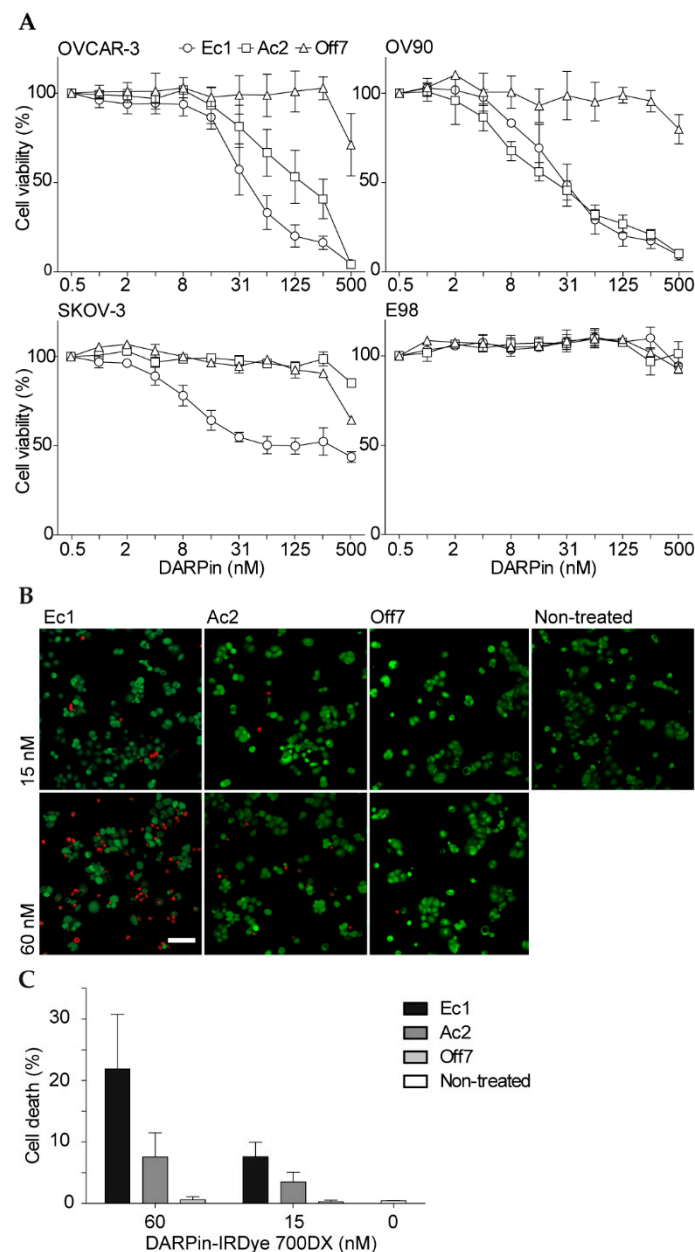 A
OVCAR-3 Ec1 Ac2 Off7 OV90
Cell viability (%)
100
50
0
0.5 2 8 31 125 500
100
50
0
0.5 2 8 31 125 500
SKOV-3 E98
Cell viability (%)
100
50
0
0.5 2 8 31 125 500
DARPin (nM)
Cell viability (%)
100
50
0
0.5 2 8 31 125 500
DARPin (nM)
B
Ec1 Ac2 Off7 Non-treated
15 nM
60 nM
C
Cell death (%)
30
20
10
0
60 15 0
DARPin-IRDye 700DX (nM)
Ec1
Ac2
Off7
Non-treated